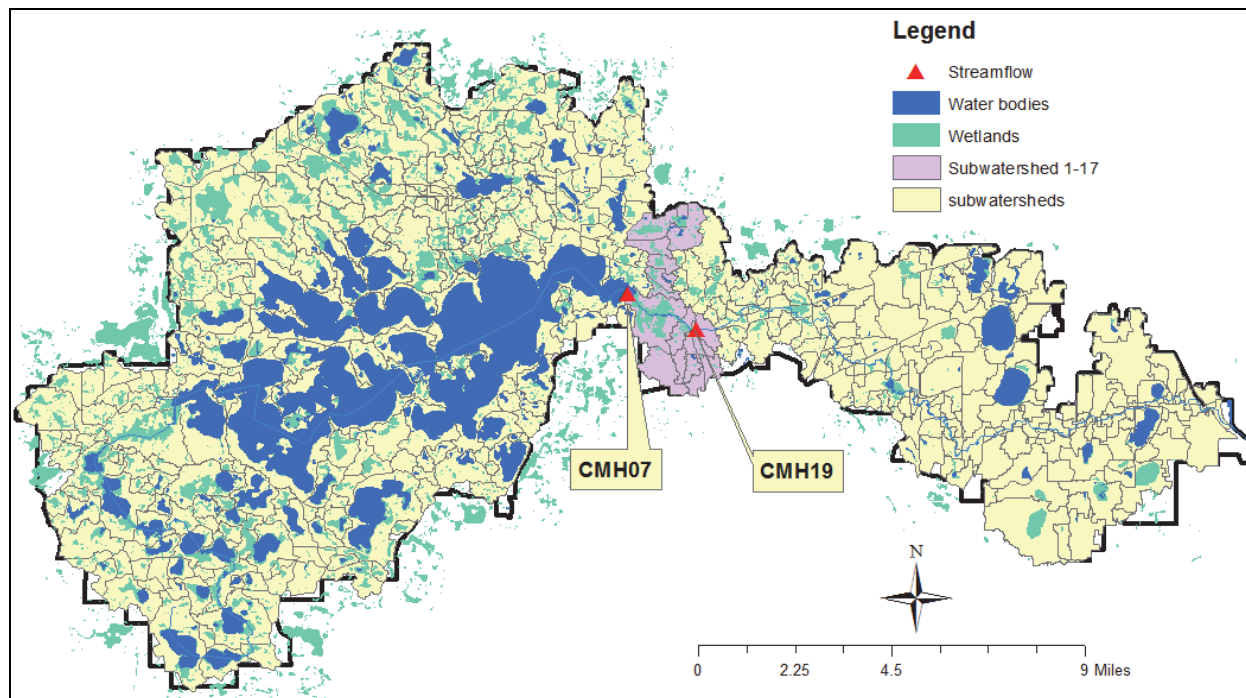 Legend
Streamflow
Water bodies
Wetlands
Subwatershed 1-17
subwatersheds
CMH07
CMH19
N
0 2.25 4.5 9 Miles